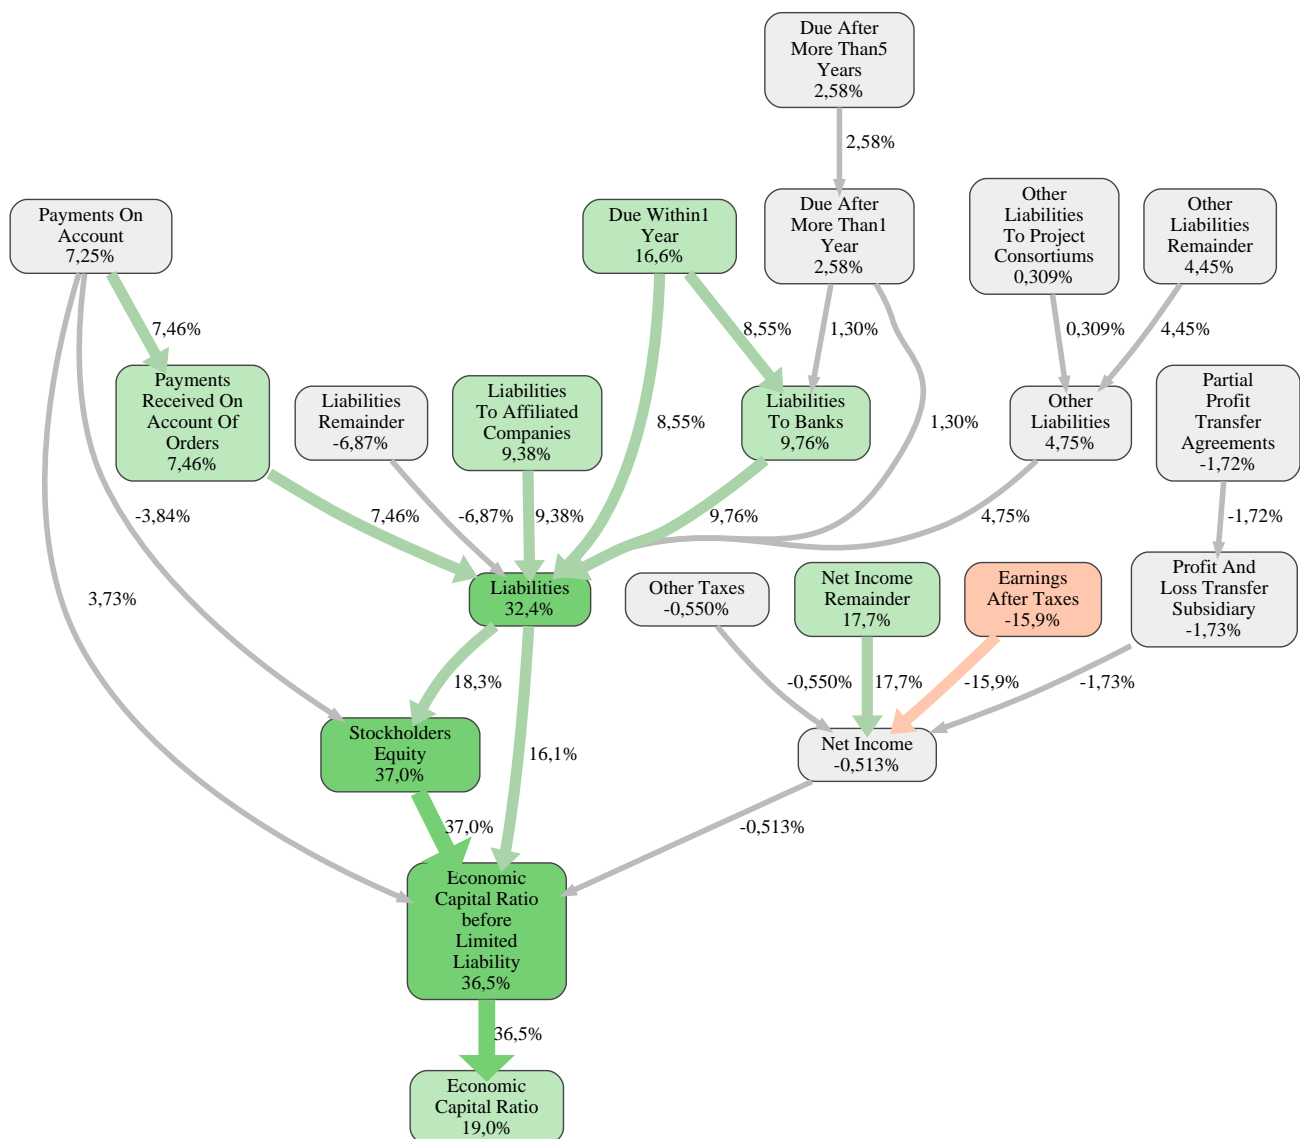 Due After
More Than5
Years
2,58%
2,58%
Payments On
Account
7,25%
Due Within1
Year
16,6%
Due After
More Than1
Year
2,58%
Other
Liabilities
To Project
Consortiums
0,309%
Other
Liabilities
Remainder
4,45%
7,46%
8,55%
1,30%
0,309%
4,45%
Payments
Received On
Account Of
Orders
7,46%
Liabilities
Remainder
-6,87%
Liabilities
To Affiliated
Companies
9,38%
8,55%
Liabilities
To Banks
9,76%
1,30%
Other
Liabilities
4,75%
Partial
Profit
Transfer
Agreements
-1,72%
-3,84%
7,46%
-6,87%
9,38%
9,76%
4,75%
-1,72%
3,73%
Liabilities
32,4%
Other Taxes
-0,550%
Net Income
Remainder
17,7%
Earnings
After Taxes
-15,9%
Profit And
Loss Transfer
Subsidiary
-1,73%
18,3%
-0,550%
17,7%
-15,9%
-1,73%
Stockholders
Equity
37,0%
16,1%
Net Income
-0,513%
37,0%
-0,513%
Economic
Capital Ratio
before
Limited
Liability
36,5%
36,5%
Economic
Capital Ratio
19,0%